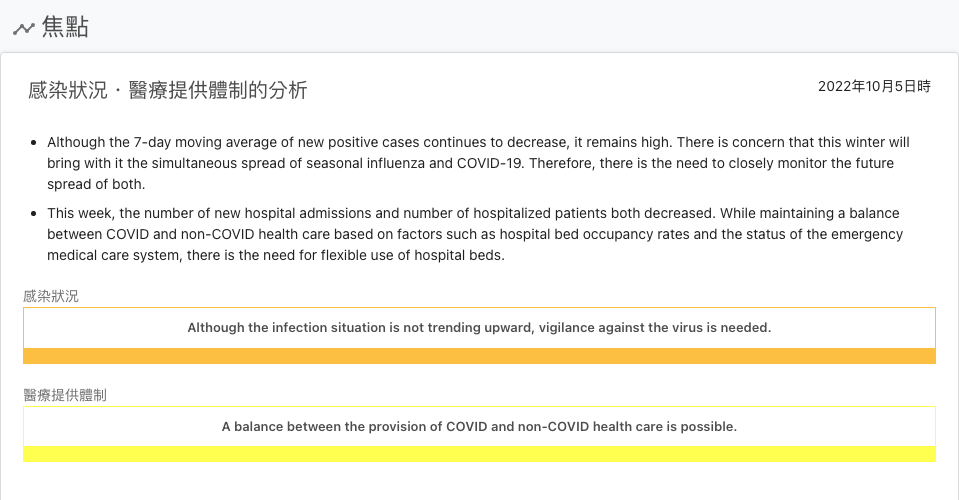 焦點
感染狀況・醫療提供體制的分析
2022年10月5日時
Although the 7-day moving average of new positive cases continues to decrease, it remains high. There is concern that this winter will
bring with it the simultaneous spread of seasonal influenza and COVID-19. Therefore, there is the need to closely monitor the future
spread of both.
This week, the number of new hospital admissions and number of hospitalized patients both decreased. While maintaining a balance
between COVID and non-COVID health care based on factors such as hospital bed occupancy rates and the status of the emergency
medical care system, there is the need for flexible use of hospital beds.
感染狀況
Although the infection situation is not trending upward, vigilance against the virus is needed.
醫療提供體制
A balance between the provision of COVID and non-COVID health care is possible.